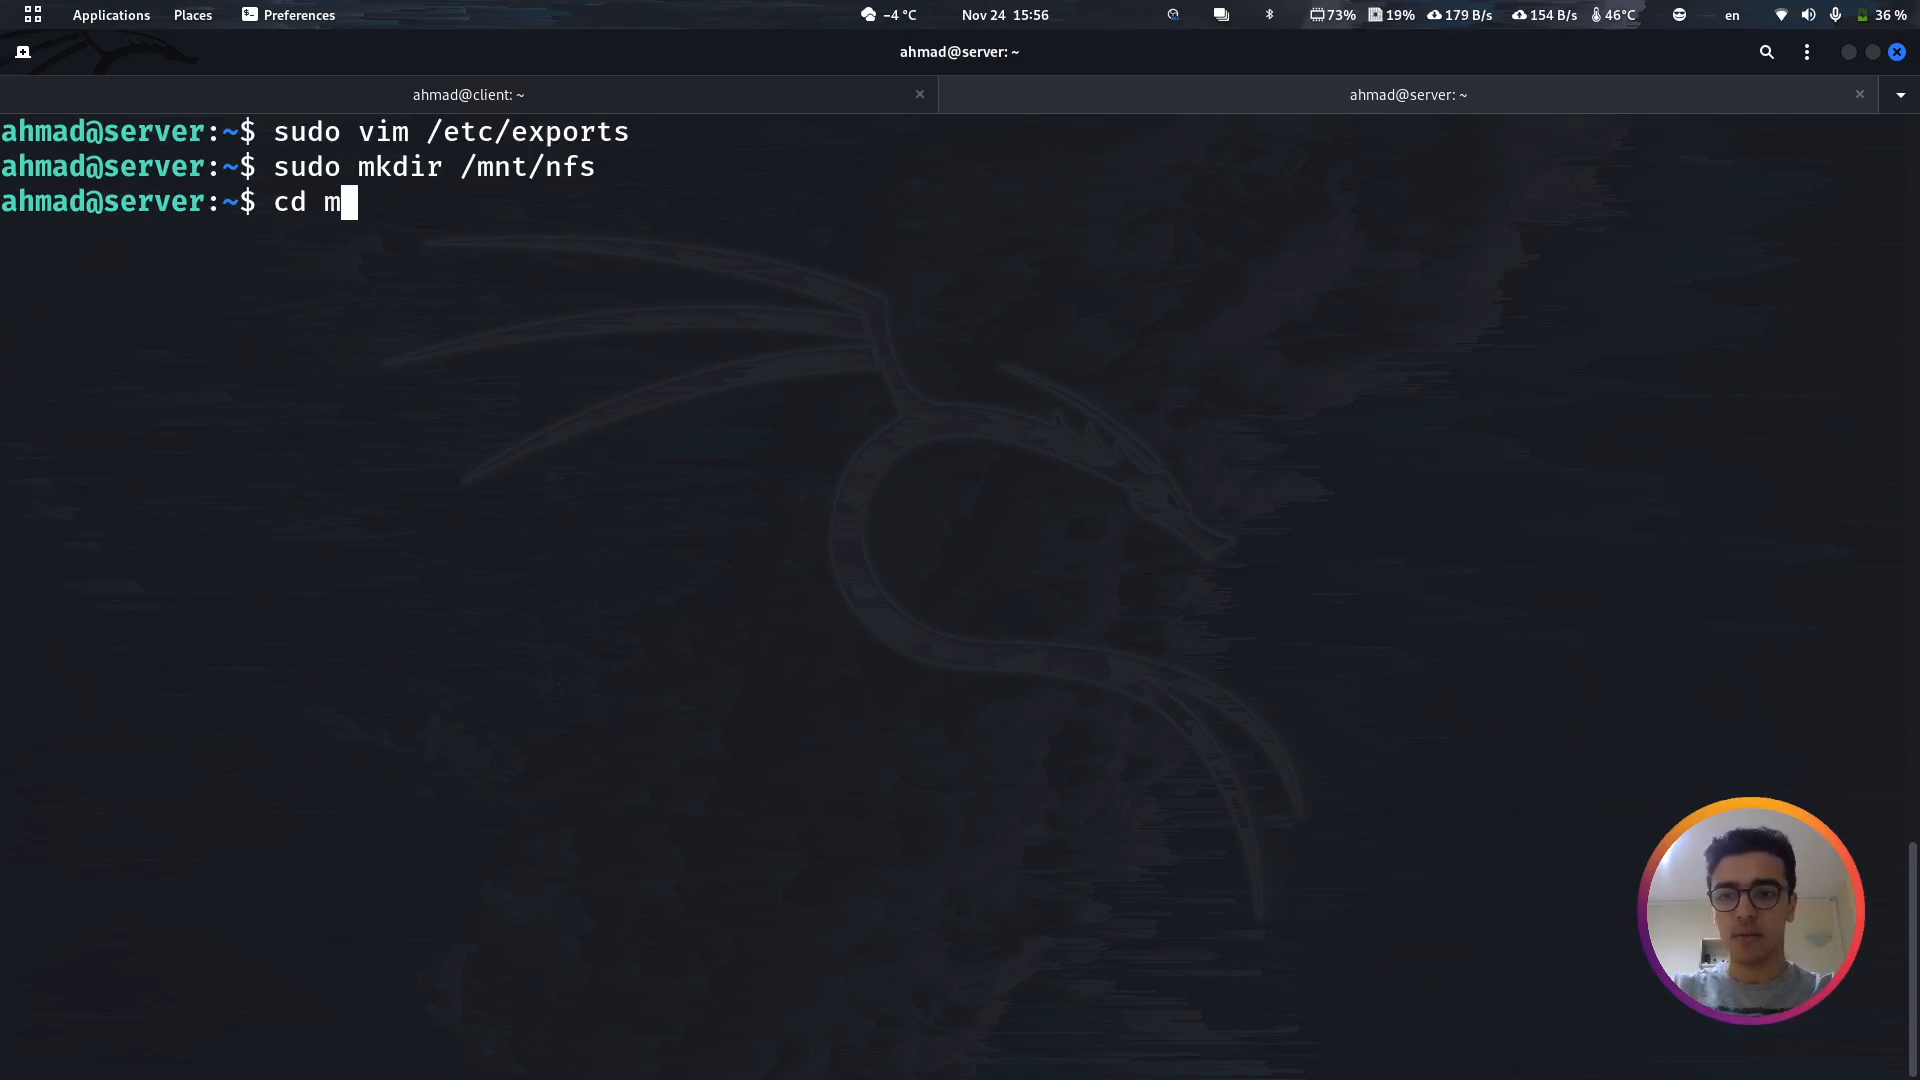 Applications Places Preferences -4 °C Nov 24 15:56 73% 19% 179 B/s 154 B/s 46°C en 36 %
ahmad@server: ~
ahmad@client: ~ ahmad@server: ~
ahmad@server:~$ sudo vim /etc/exports
ahmad@server:~$ sudo mkdir /mnt/nfs
ahmad@server:~$ cd m